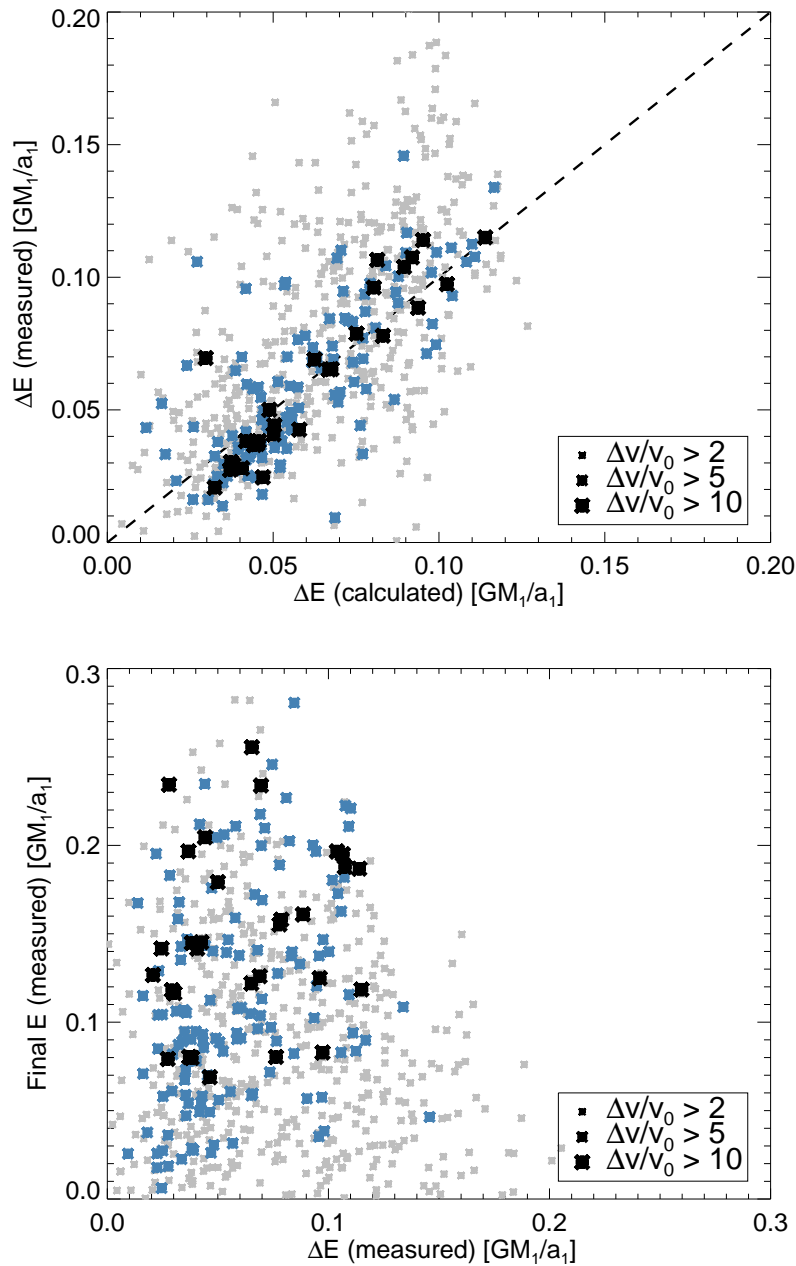 0.20
0.15
0.10
0.05
0.00
ΔE (measured) [GM₁/a₁]
Δv/v₀ > 2
Δv/v₀ > 5
Δv/v₀ > 10
0.00 0.05 0.10 0.15 0.20
ΔE (calculated) [GM₁/a₁]
0.3
0.2
0.1
0.0
Final E (measured) [GM₁/a₁]
Δv/v₀ > 2
Δv/v₀ > 5
Δv/v₀ > 10
0.0 0.1 0.2 0.3
ΔE (measured) [GM₁/a₁]